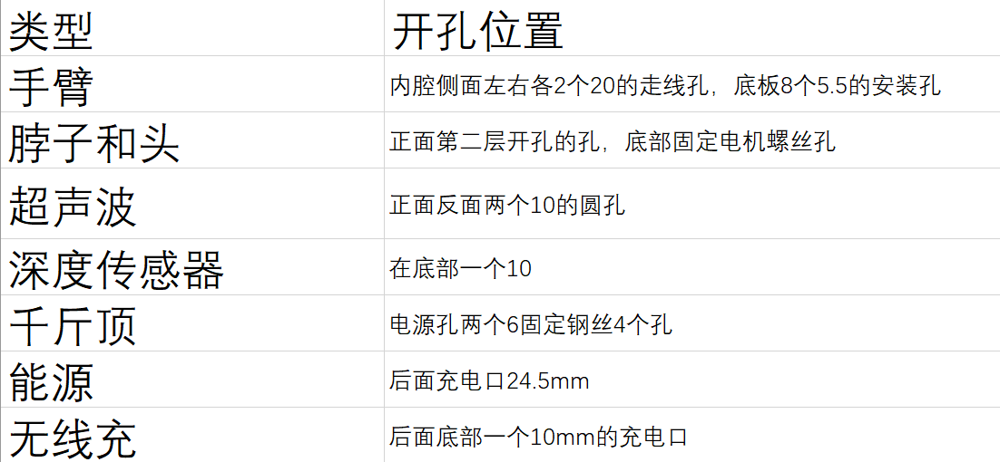 类型 开孔位置
手臂 内腔侧面左右各2个20的走线孔，底板8个5.5的安装孔
脖子和头 正面第二层开孔的孔，底部固定电机螺丝孔
超声波 正面反面两个10的圆孔
深度传感器 在底部一个10
千斤顶 电源孔两个6固定钢丝4个孔
能源 后面充电口24.5mm
无线充 后面底部一个10mm的充电口